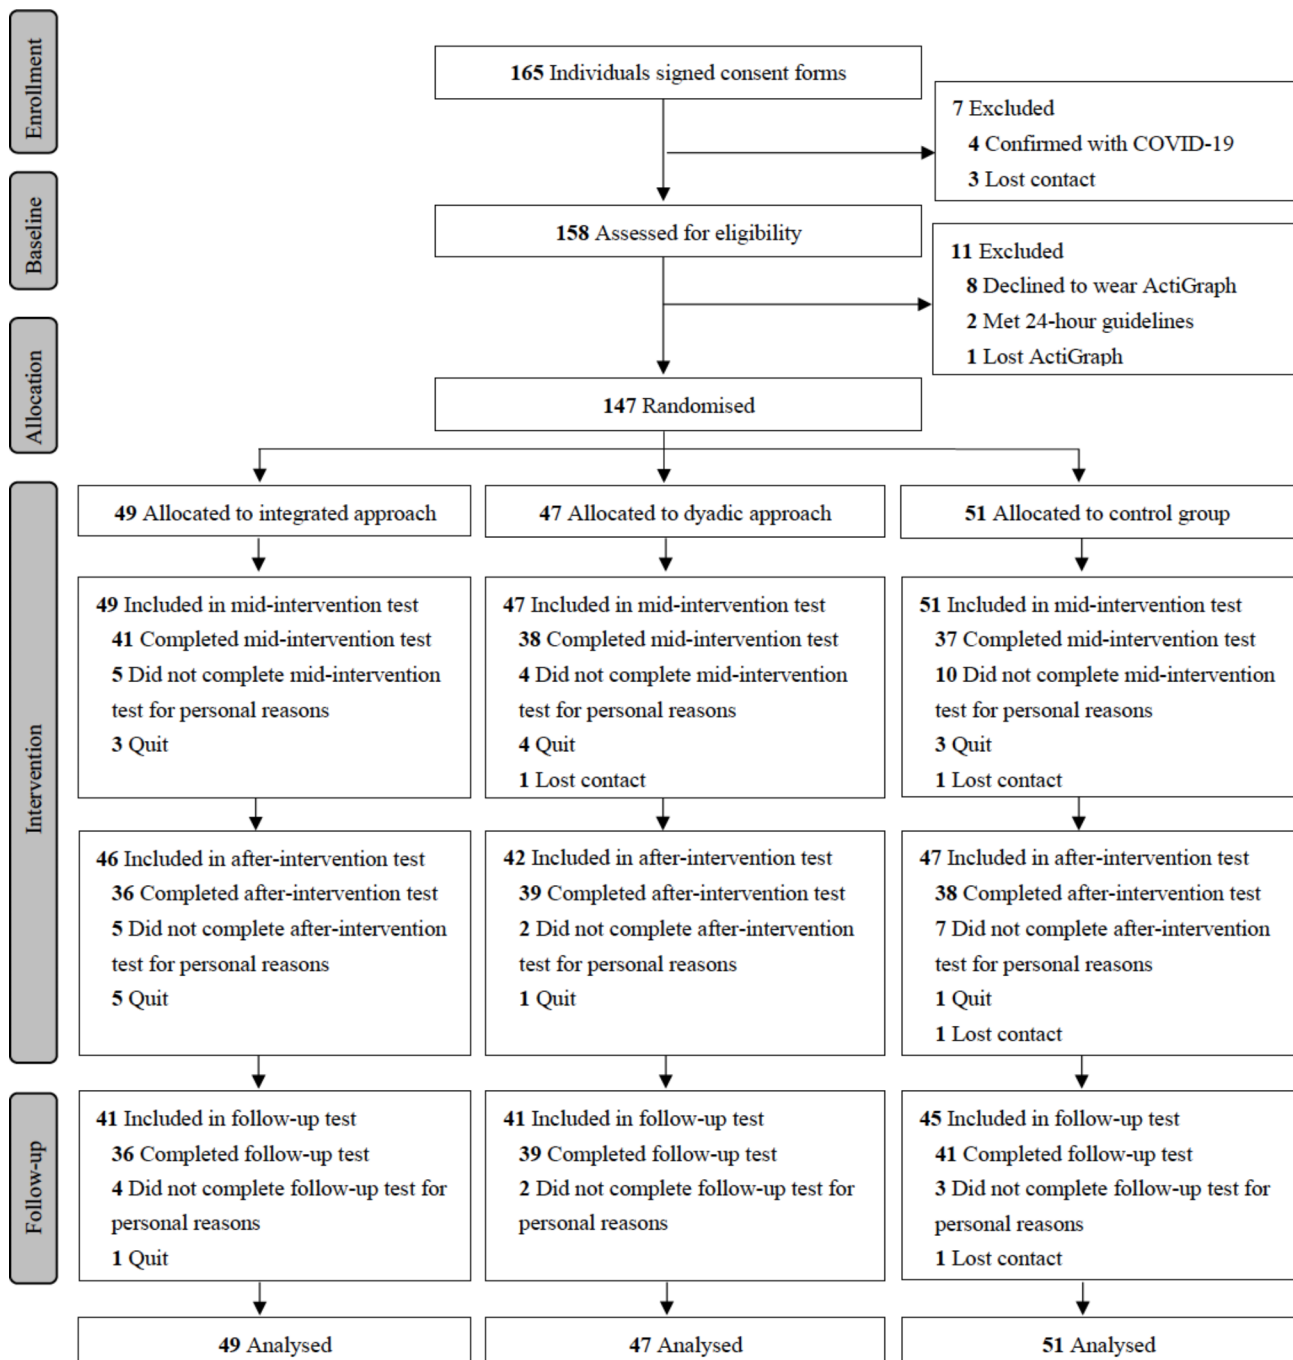 Enrollment
165 Individuals signed consent forms
7 Excluded
4 Confirmed with COVID-19
3 Lost contact
Baseline
158 Assessed for eligibility
11 Excluded
8 Declined to wear ActiGraph
2 Met 24-hour guidelines
1 Lost ActiGraph
Allocation
147 Randomised
Intervention
49 Allocated to integrated approach
47 Allocated to dyadic approach
51 Allocated to control group
49 Included in mid-intervention test
41 Completed mid-intervention test
5 Did not complete mid-intervention
test for personal reasons
3 Quit
47 Included in mid-intervention test
38 Completed mid-intervention test
4 Did not complete mid-intervention
test for personal reasons
4 Quit
1 Lost contact
51 Included in mid-intervention test
37 Completed mid-intervention test
10 Did not complete mid-intervention
test for personal reasons
3 Quit
1 Lost contact
46 Included in after-intervention test
36 Completed after-intervention test
5 Did not complete after-intervention
test for personal reasons
5 Quit
42 Included in after-intervention test
39 Completed after-intervention test
2 Did not complete after-intervention
test for personal reasons
1 Quit
47 Included in after-intervention test
38 Completed after-intervention test
7 Did not complete after-intervention
test for personal reasons
1 Quit
1 Lost contact
Follow-up
41 Included in follow-up test
36 Completed follow-up test
4 Did not complete follow-up test for
personal reasons
1 Quit
41 Included in follow-up test
39 Completed follow-up test
2 Did not complete follow-up test for
personal reasons
45 Included in follow-up test
41 Completed follow-up test
3 Did not complete follow-up test for
personal reasons
1 Lost contact
49 Analysed
47 Analysed
51 Analysed